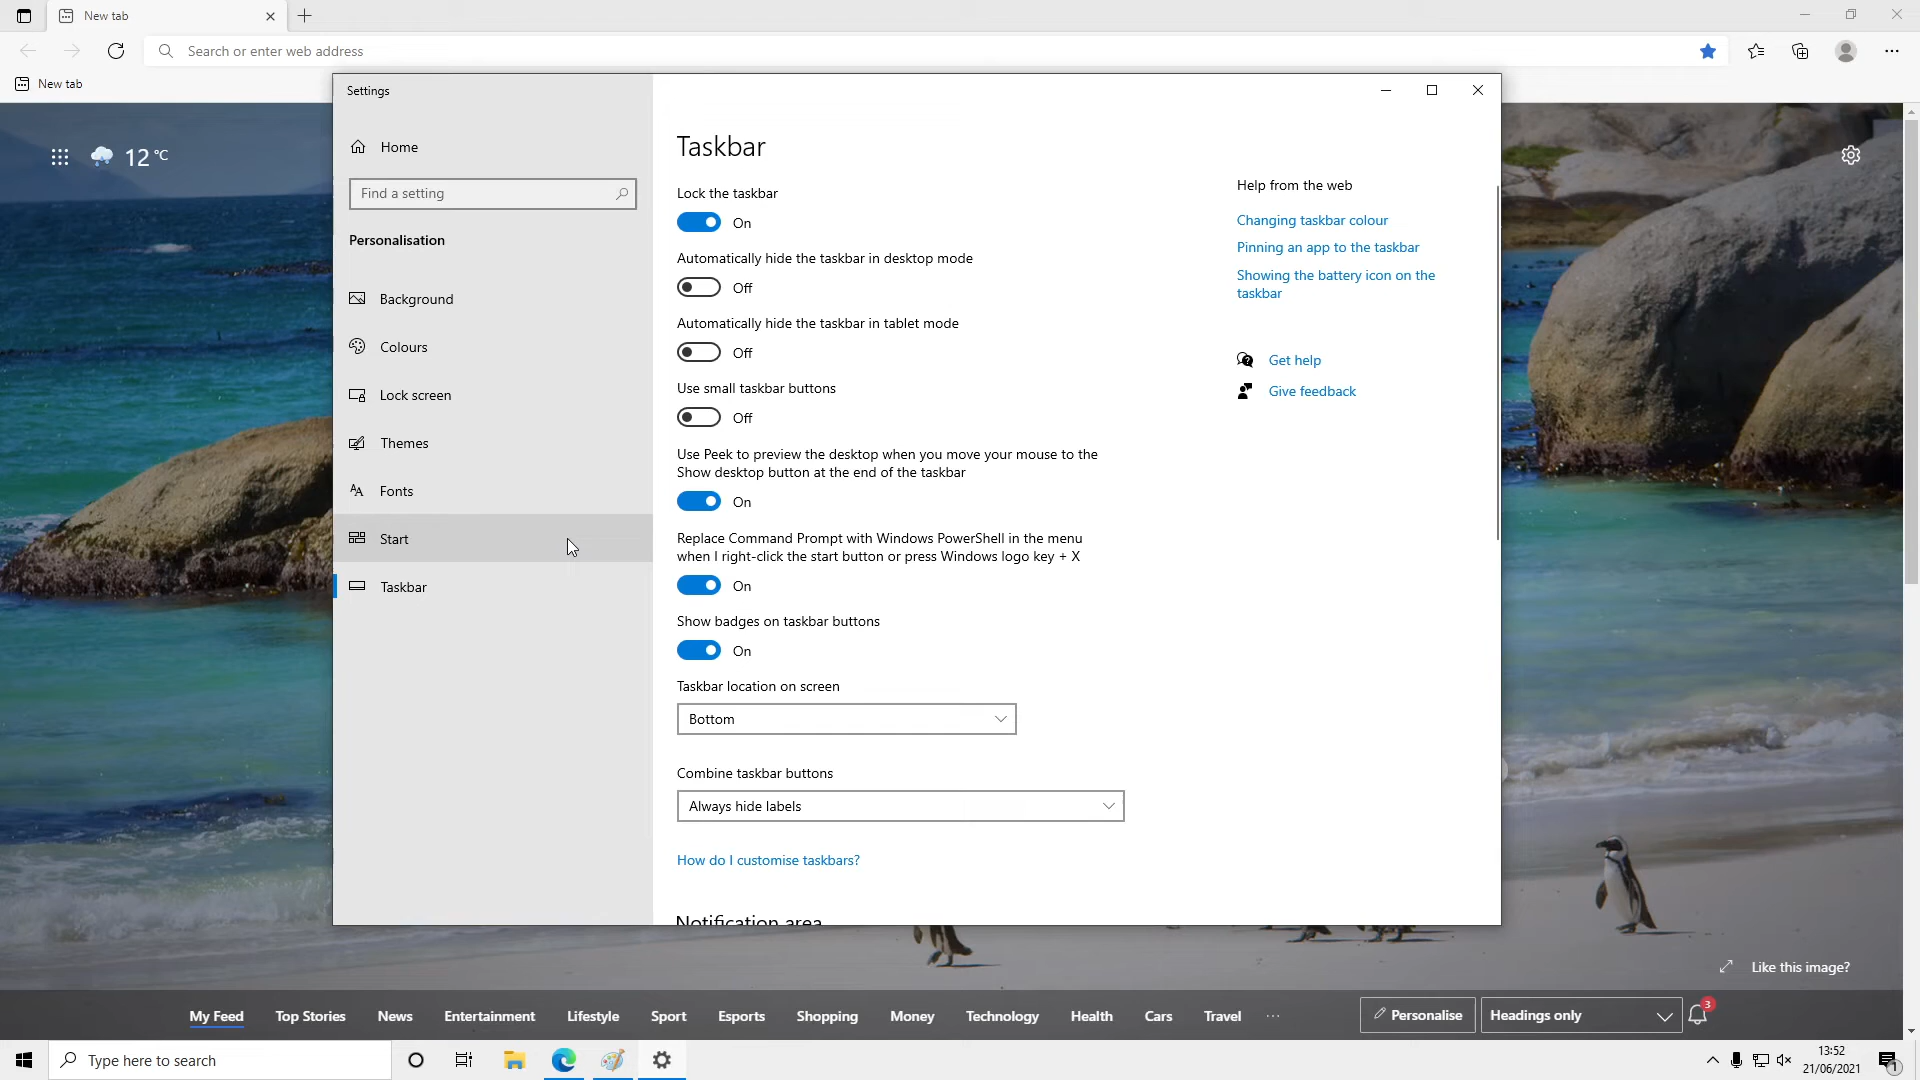 New tab
Search or enter web address
New tab
12 °C
Settings
Home
Find a setting
Personalisation
Background
Colours
Lock screen
Themes
Fonts
Start
Taskbar
Taskbar
Lock the taskbar
On
Automatically hide the taskbar in desktop mode
Off
Automatically hide the taskbar in tablet mode
Off
Use small taskbar buttons
Off
Use Peek to preview the desktop when you move your mouse to the
Show desktop button at the end of the taskbar
On
Replace Command Prompt with Windows PowerShell in the menu
when I right-click the start button or press Windows logo key + X
On
Show badges on taskbar buttons
On
Taskbar location on screen
Bottom
Combine taskbar buttons
Always hide labels
How do I customise taskbars?
Notification area
Help from the web
Changing taskbar colour
Pinning an app to the taskbar
Showing the battery icon on the
taskbar
Get help
Give feedback
Like this image?
My Feed Top Stories News Entertainment Lifestyle Sport Esports Shopping Money Technology Health Cars Travel ... Personalise Headings only 3
Type here to search
13:52
21/06/2021
1